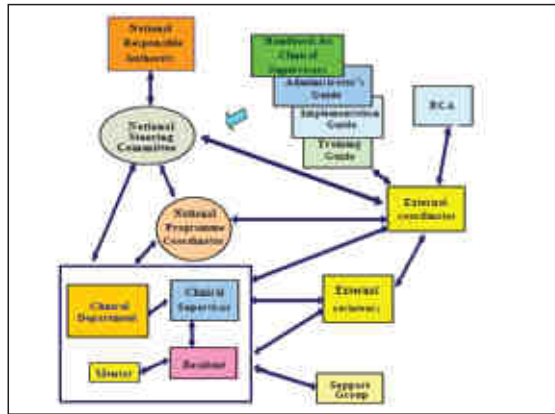 National
Responsible
Authority
Handbook for
Clinical
Supervisors
Administrator's
Guide
Implementation
Guide
Training
Guide
RCA
National
Steering
Committee
External
coordinator
National
Programme
Coordinator
Clinical
Department
Clinical
Supervisor
External
reviewers
Mentor
Resident
Support
Group